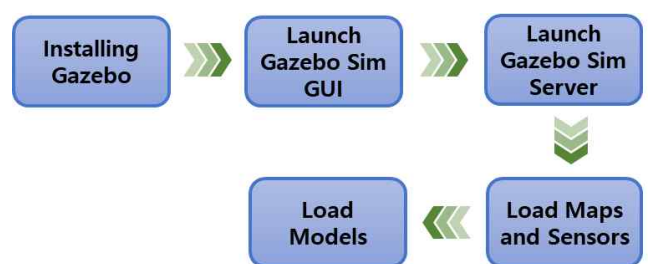 Installing
Gazebo
Launch
Gazebo Sim
GUI
Launch
Gazebo Sim
Server
Load Maps
and Sensors
Load
Models